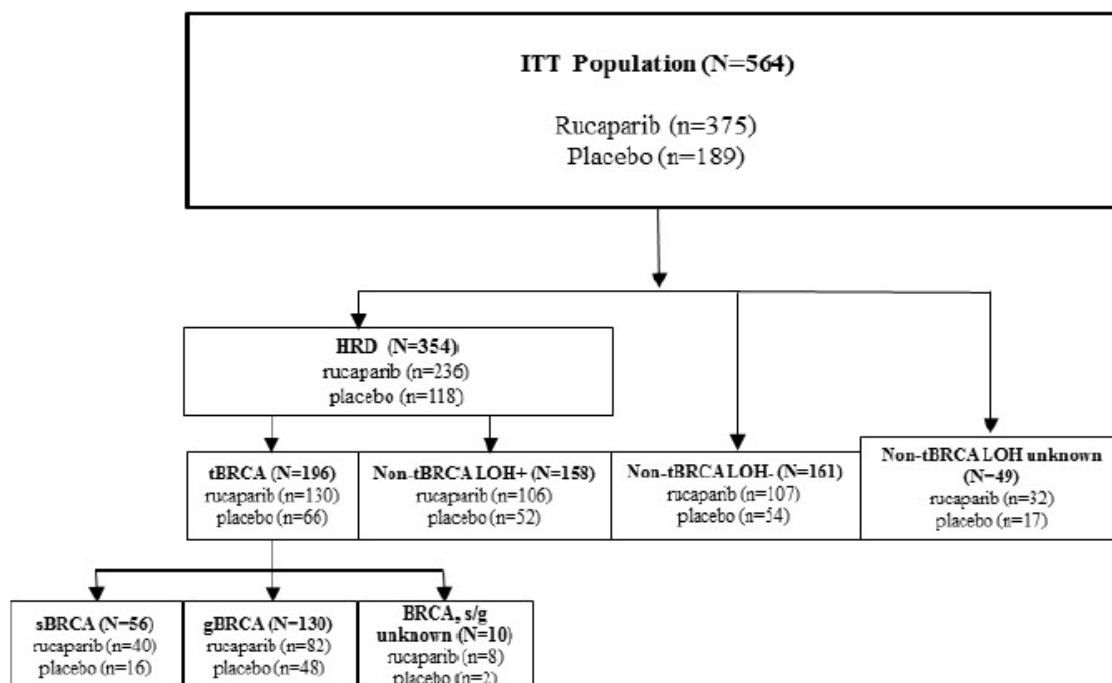 ITT Population (N=564)
Rucaparib (n=375)
Placebo (n=189)
HRD (N=354)
rucaparib (n=236)
placebo (n=118)
tBRCA (N=196)
rucaparib (n=130)
placebo (n=66)
Non-tBRCA LOH+ (N=158)
rucaparib (n=106)
placebo (n=52)
Non-tBRCA LOH- (N=161)
rucaparib (n=107)
placebo (n=54)
Non-tBRCA LOH unknown
(N=49)
rucaparib (n=32)
placebo (n=17)
sBRCA (N=56)
rucaparib (n=40)
placebo (n=16)
gBRCA (N=130)
rucaparib (n=82)
placebo (n=48)
BRCA, s/g
unknown (N=10)
rucaparib (n=8)
placebo (n=2)